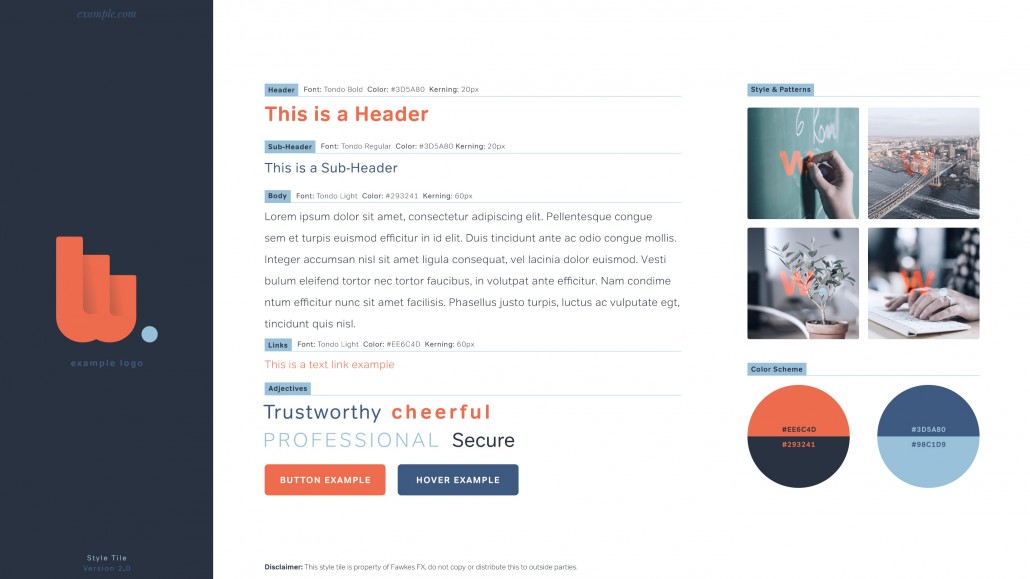 example.com
example logo
Style Tile
Version 2.0
Header Font: Tondo Bold Color: #3D5A80 Kerning: 20px
This is a Header
Sub-Header Font: Tondo Regular Color: #3D5A80 Kerning: 20px
This is a Sub-Header
Body Font: Tondo Light Color: #293241 Kerning: 60px
Lorem ipsum dolor sit amet, consectetur adipiscing elit. Pellentesque congue
sem et turpis euismod efficitur in id elit. Duis tincidunt ante ac odio congue mollis.
Integer accumsan nisl sit amet ligula consequat, vel lacinia dolor euismod. Vesti
bulum eleifend tortor nec tortor faucibus, in volutpat ante efficitur. Nam condime
ntum efficitur nunc sit amet facilisis. Phasellus justo turpis, luctus ac vulputate egt,
tincidunt quis nisl.
Links Font: Tondo Light Color: #EE6C4D Kerning: 60px
This is a text link example
Adjectives
Trustworthy cheerful
PROFESSIONAL Secure
BUTTON EXAMPLE HOVER EXAMPLE
Disclaimer: This style tile is property of Fawkes FX, do not copy or distribute this to outside parties.
Style & Patterns
W
W
W
W
Color Scheme
#EE6C4D #3D5A80
#293241 #98C1D9